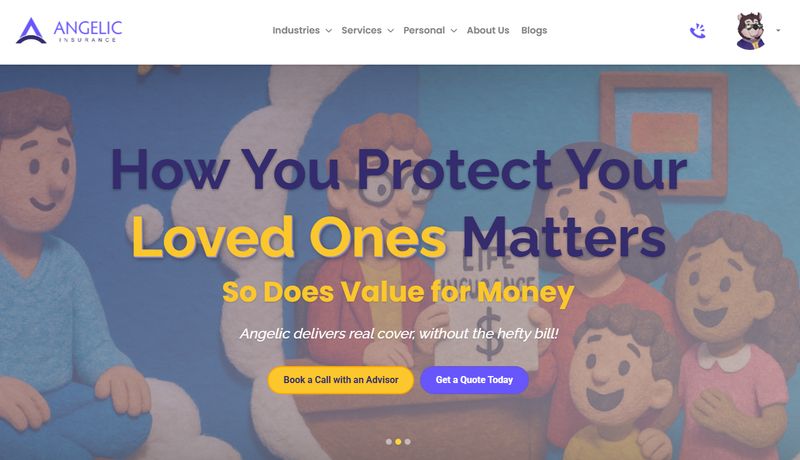 ANGELIC
INSURANCE
Industries Services Personal About Us Blogs
How You Protect Your
Loved Ones Matters
LIFE
INSURANCE
$
So Does Value for Money
Angelic delivers real cover, without the hefty bill!
Book a Call with an Advisor Get a Quote Today